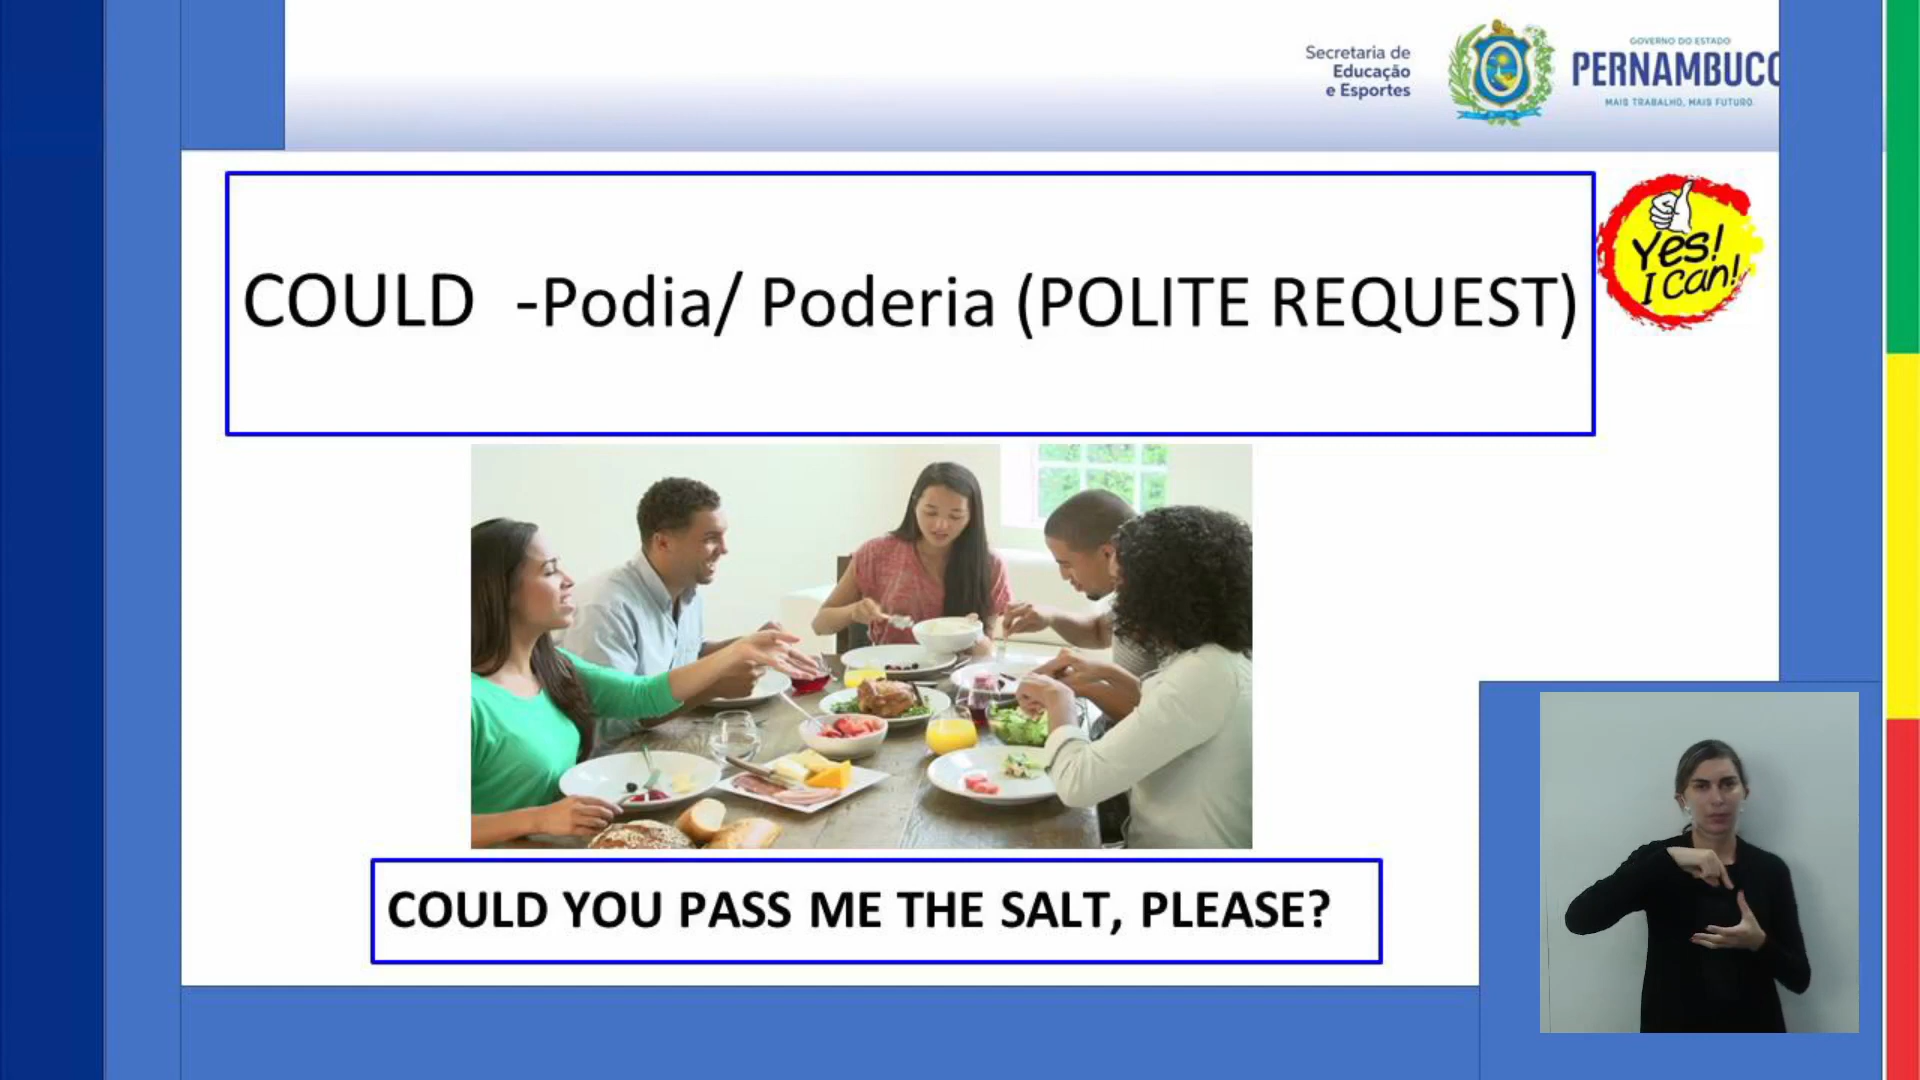 Secretaria de
Educação
e Esportes
GOVERNO DO ESTADO
PERNAMBUCO
MAIS TRABALHO, MAIS FUTURO.
COULD -Podia/ Poderia (POLITE REQUEST)
Yes!
I can!
COULD YOU PASS ME THE SALT, PLEASE?